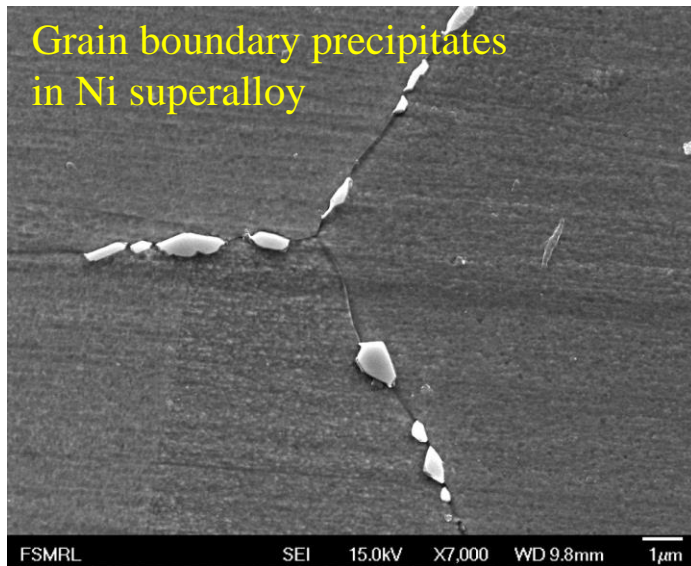 Grain boundary precipitates
in Ni superalloy
FSMRL SEI 15.0kV X7,000 WD 9.8mm 1μm